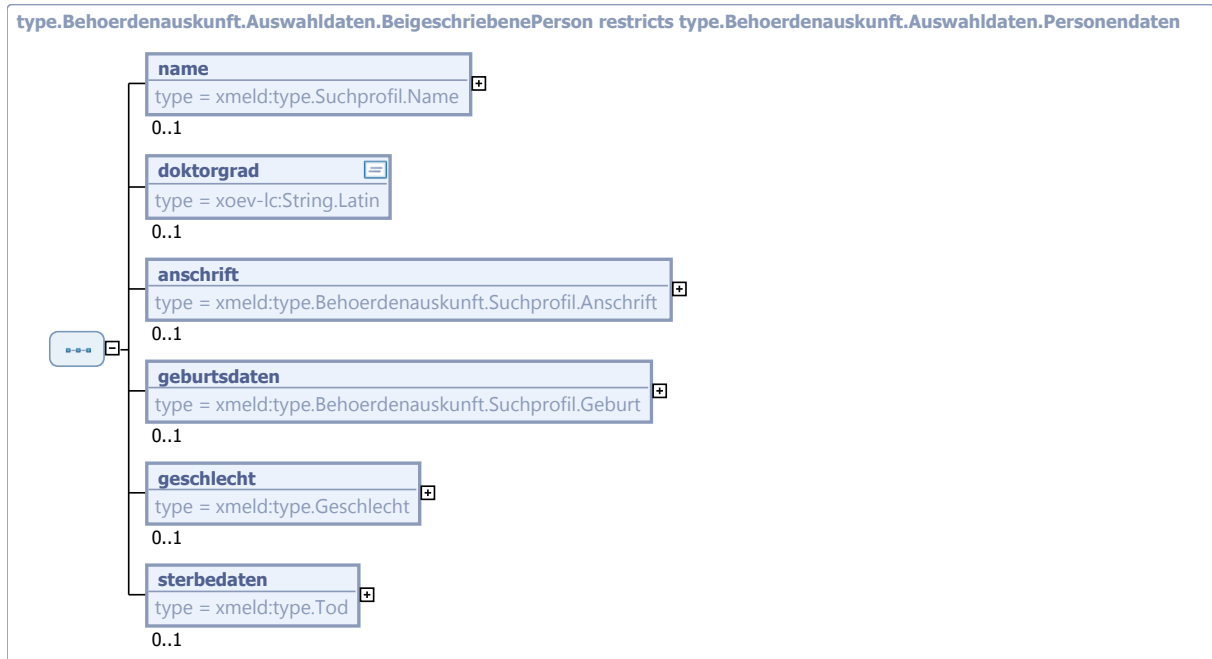 type.Behoerdenauskunft.Auswahldaten.BeigeschriebenePerson restricts type.Behoerdenauskunft.Auswahldaten.Personendaten
name
type = xmeld:type.Suchprofil.Name
0..1
doktorgrad
type = xoev-lc:String.Latin
0..1
anschrift
type = xmeld:type.Behoerdenauskunft.Suchprofil.Anschrift
0..1
geburtsdaten
type = xmeld:type.Behoerdenauskunft.Suchprofil.Geburt
0..1
geschlecht
type = xmeld:type.Geschlecht
0..1
sterbedaten
type = xmeld:type.Tod
0..1